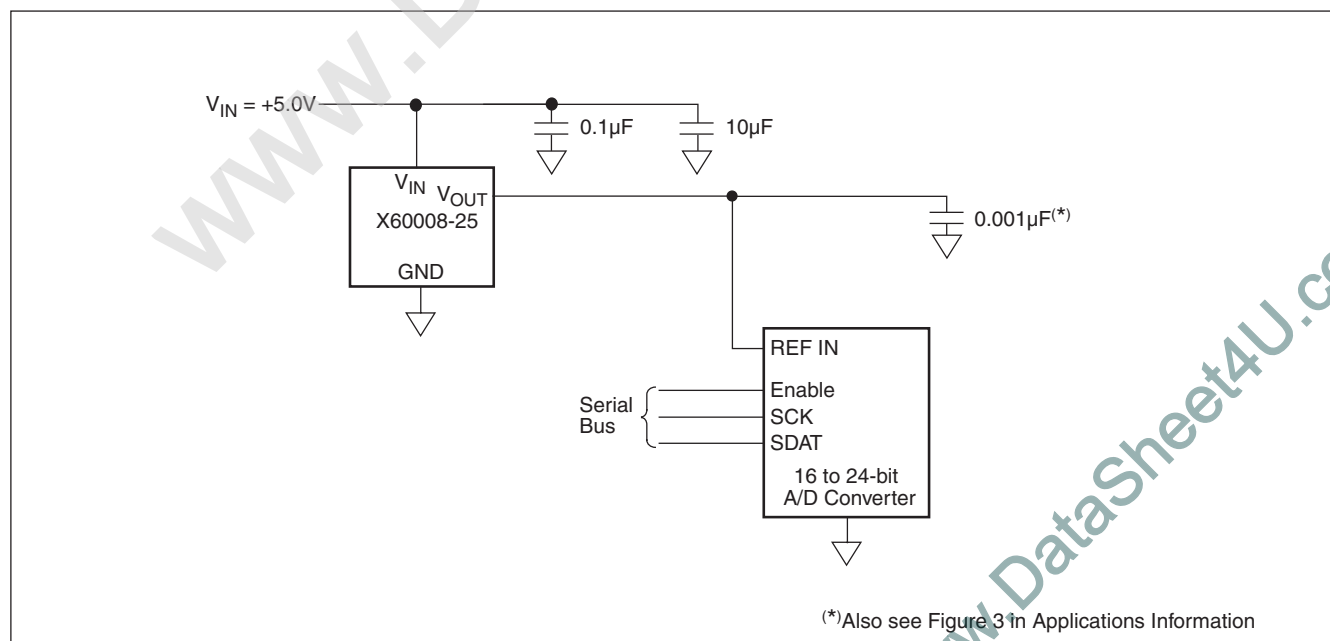 www.D
V_IN = +5.0V
0.1µF
10µF
V_IN
V_OUT
X60008-25
GND
0.001µF(*)
REF IN
Enable
SCK
SDAT
Serial
Bus
16 to 24-bit
A/D Converter
(*)Also see Figure 3 in Applications Information
w.DataSheet4U.co